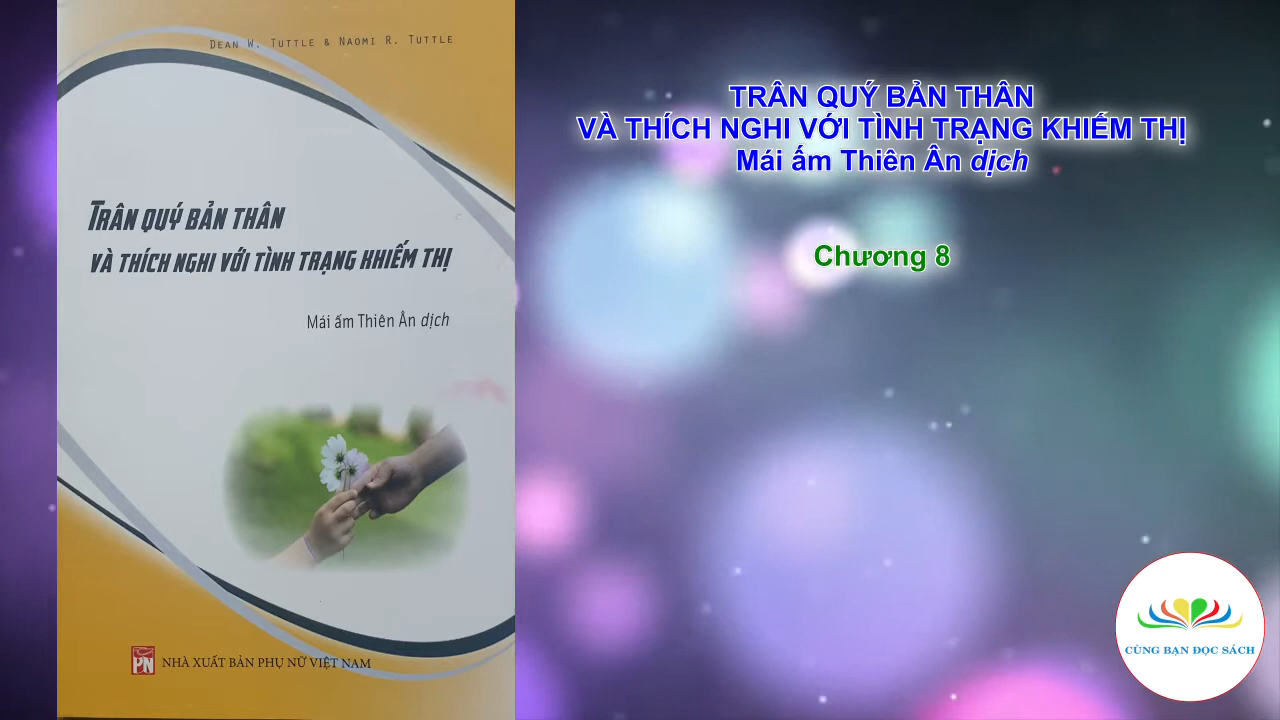 DEAN W. TUTTLE & NAOMI R. TUTTLE
TRÂN QUÝ BẢN THÂN
VÀ THÍCH NGHI VỚI TÌNH TRẠNG KHIẾM THỊ
Mái ấm Thiên Ân dịch
PN NHÀ XUẤT BẢN PHỤ NỮ VIỆT NAM
TRÂN QUÝ BẢN THÂN
VÀ THÍCH NGHI VỚI TÌNH TRẠNG KHIẾM THỊ
Mái ấm Thiên Ân dịch
Chương 8
CÙNG BẠN ĐỌC SÁCH